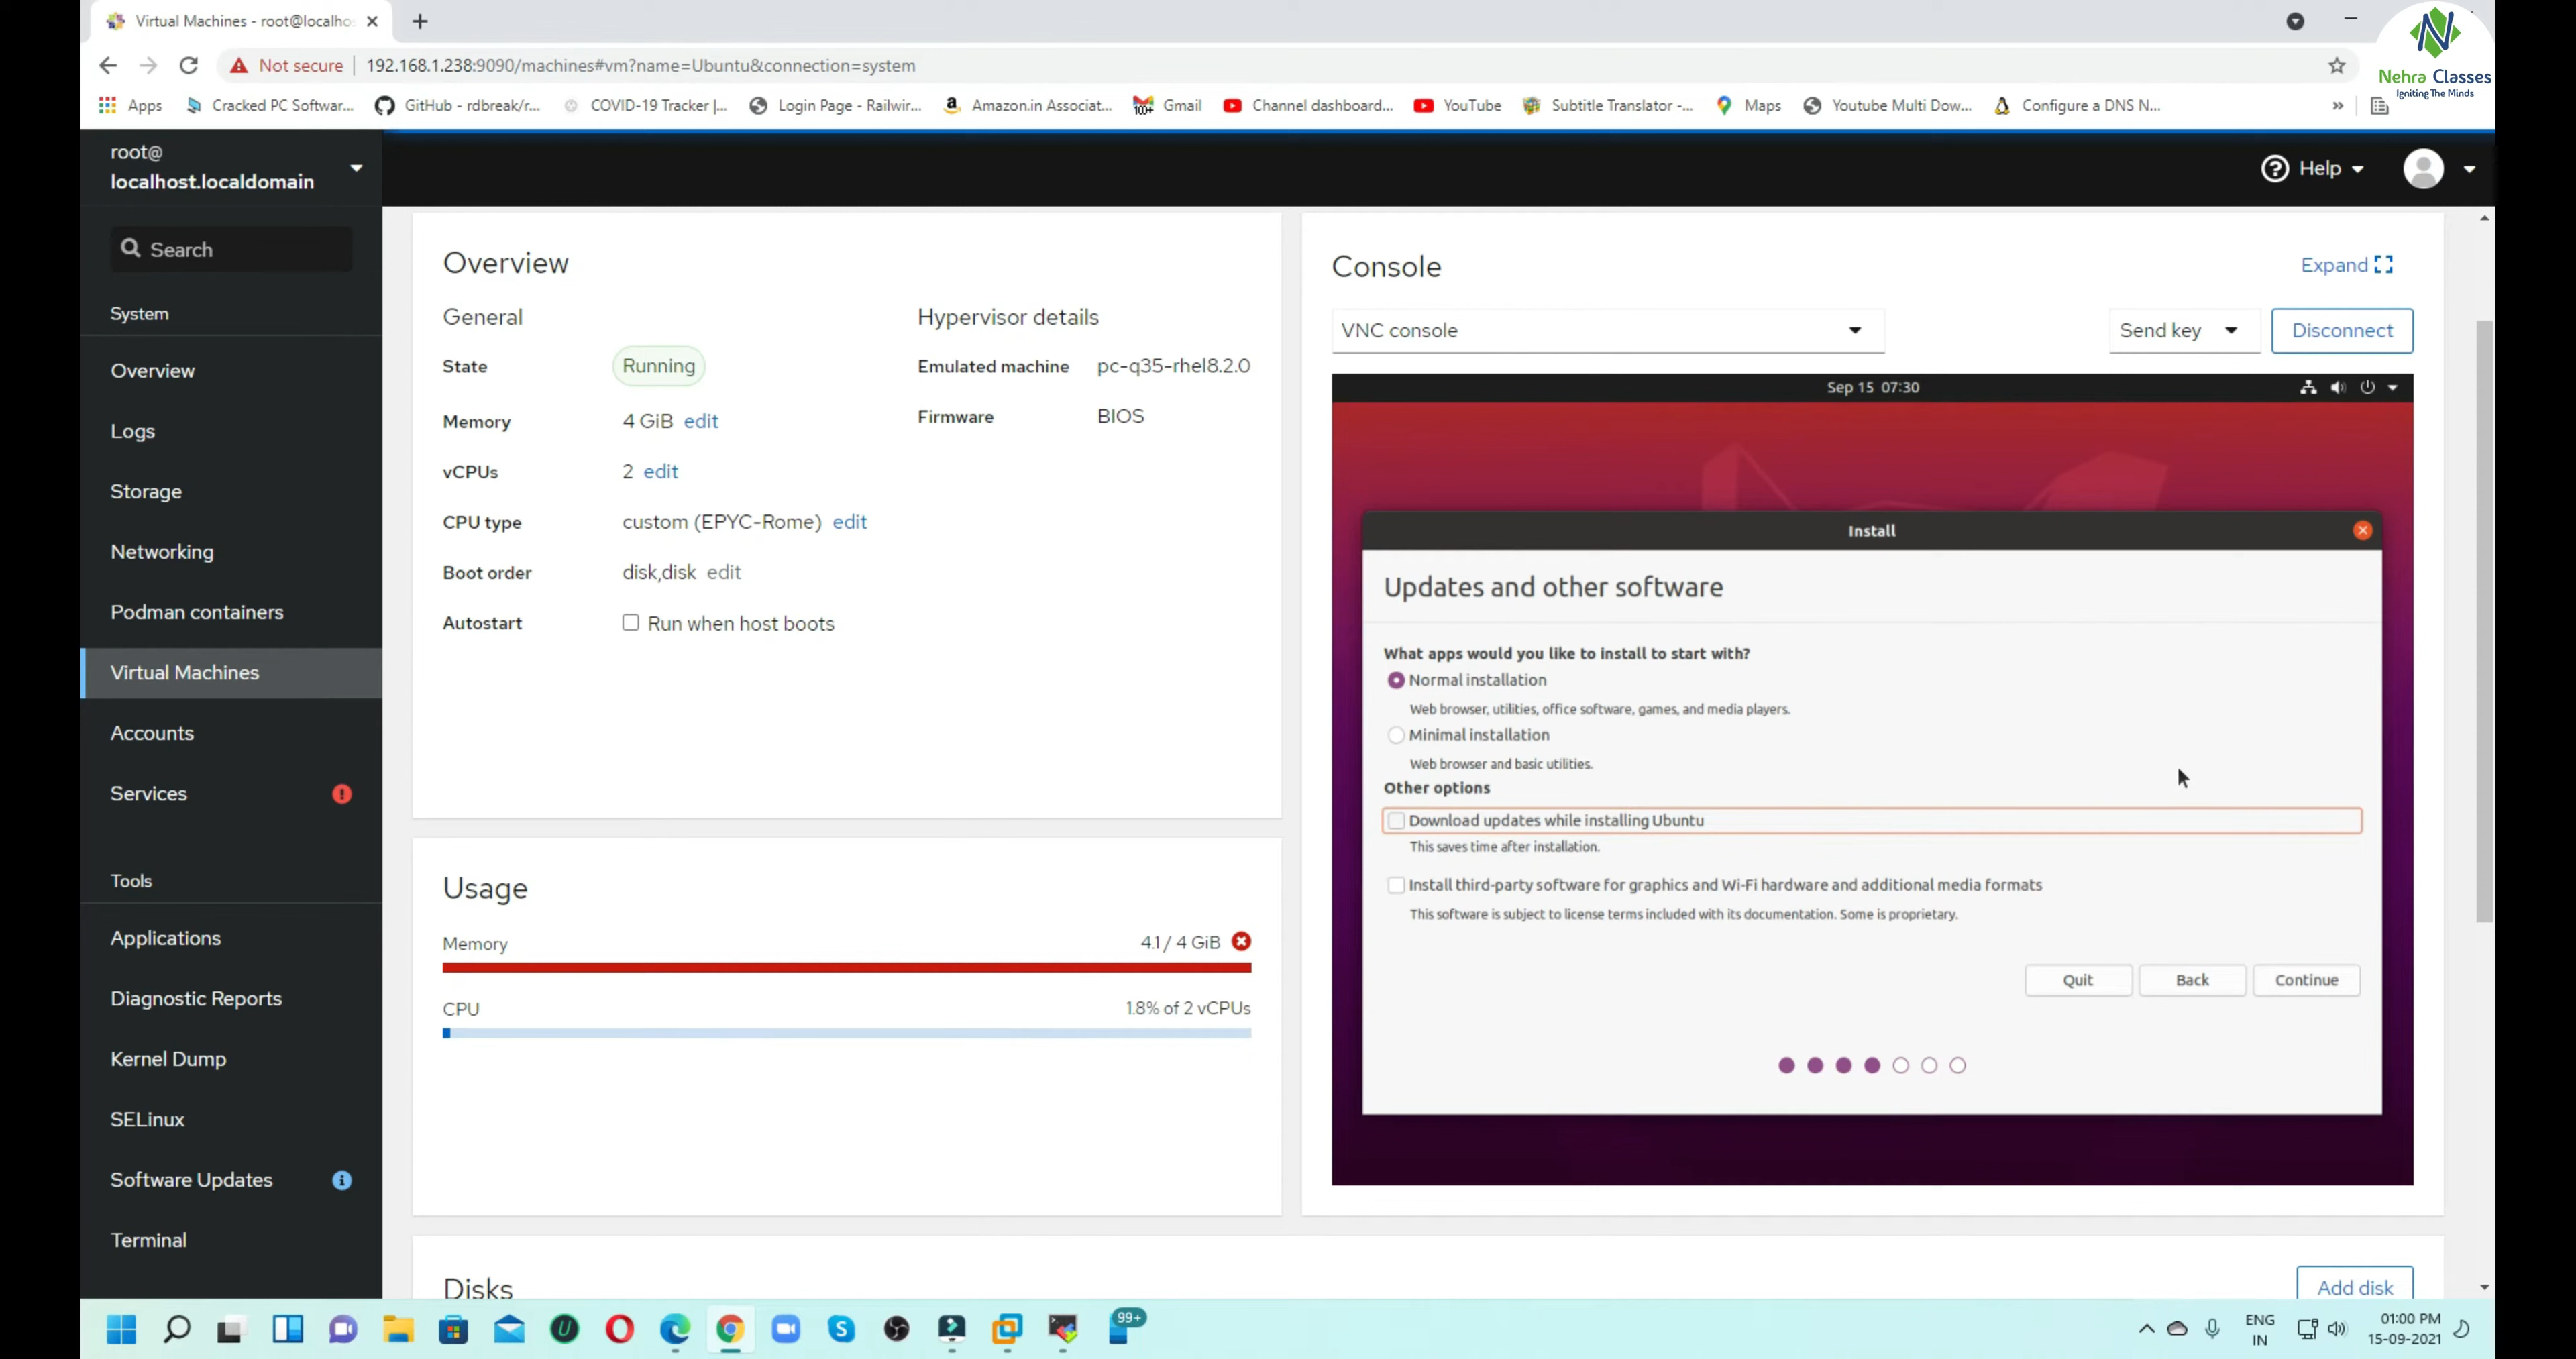 Virtual Machines - root@localho
Not secure
192.168.1.238:9090/machines#vm?name=Ubuntu&connection=system
Nehra Classes
Igniting The Minds
Apps
Cracked PC Softwar...
GitHub - rdbreak/r...
COVID-19 Tracker |...
Login Page - Railwir...
Amazon.in Associat...
100+
Gmail
Channel dashboard...
YouTube
Subtitle Translator -...
Maps
Youtube Multi Dow...
Configure a DNS N...
»
root@
localhost.localdomain
Help
Search
System
Overview
Logs
Storage
Networking
Podman containers
Virtual Machines
Accounts
Services
Tools
Applications
Diagnostic Reports
Kernel Dump
SELinux
Software Updates
Terminal
Overview
General
State Running
Memory 4 GiB edit
vCPUs 2 edit
CPU type custom (EPYC-Rome) edit
Boot order disk,disk edit
Autostart Run when host boots
Hypervisor details
Emulated machine pc-q35-rhel8.2.0
Firmware BIOS
Usage
Memory 4.1 / 4 GiB
CPU 1.8% of 2 vCPUs
Disks
Add disk
Console
Expand
VNC console
Send key
Disconnect
Sep 15 07:30
Install
Updates and other software
What apps would you like to install to start with?
Normal installation
Web browser, utilities, office software, games, and media players.
Minimal installation
Web browser and basic utilities.
Other options
Download updates while installing Ubuntu
This saves time after installation.
Install third-party software for graphics and Wi-Fi hardware and additional media formats
This software is subject to license terms included with its documentation. Some is proprietary.
Quit
Back
Continue
99+
ENG
IN
01:00 PM
15-09-2021